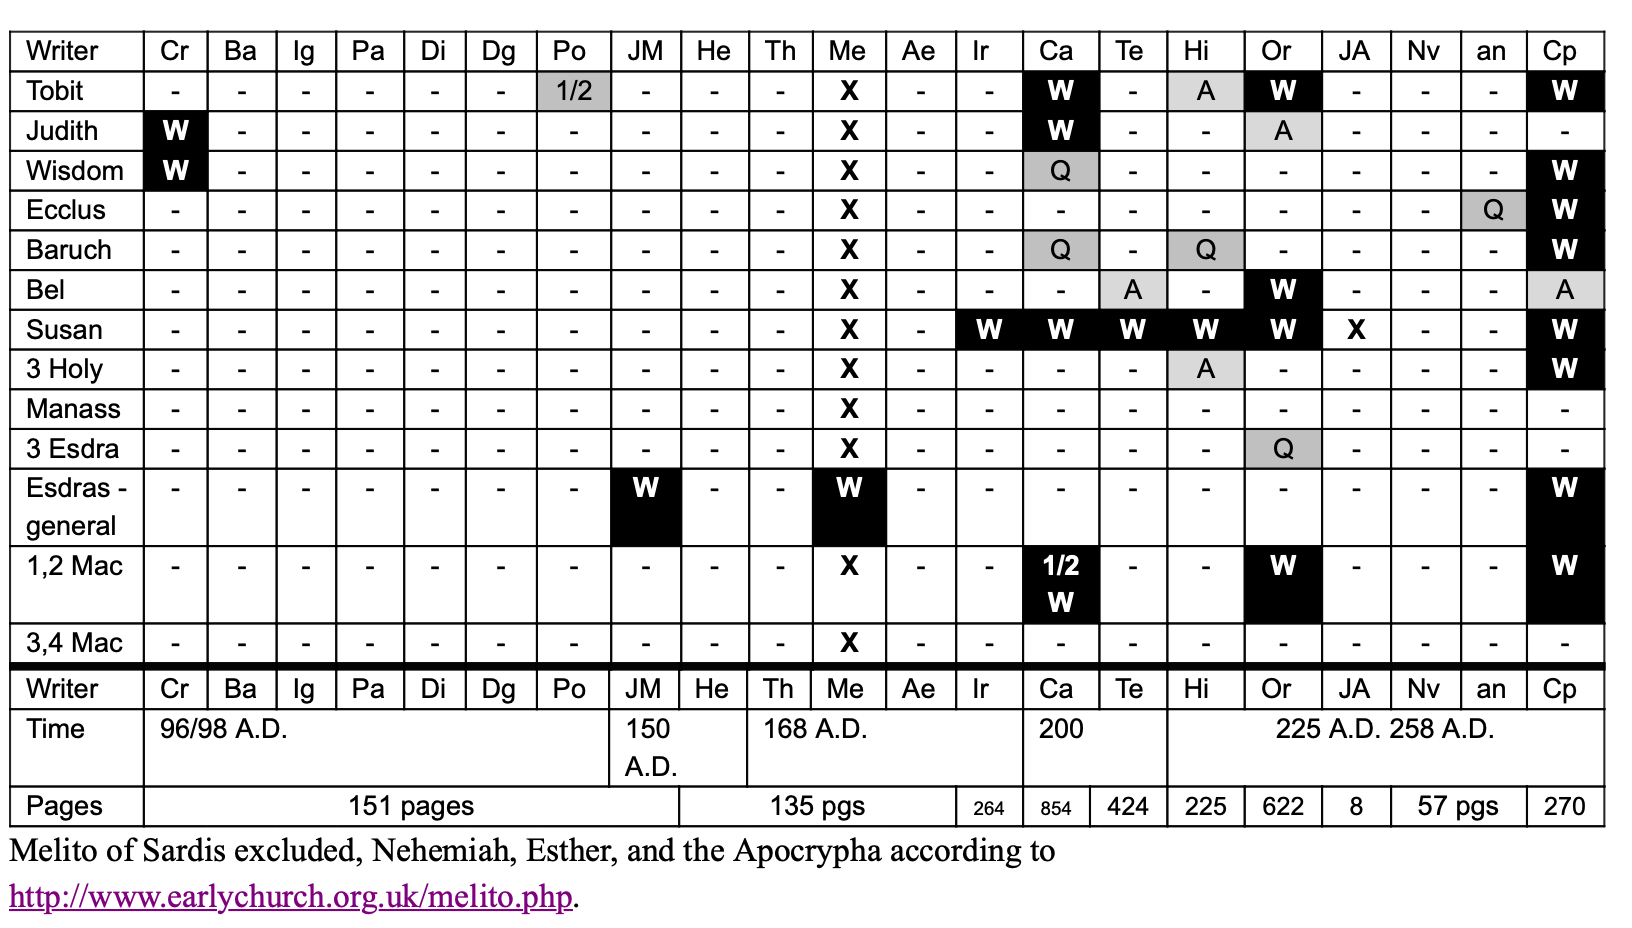 Writer Cr Ba Ig Pa Di Dg Po JM He Th Me Ae Ir Ca Te Hi Or JA Nv an Cp
Tobit - - - - - - 1/2 - - - X - - W - A W - - - W
Judith W - - - - - - - - - X - - W - - A - - - -
Wisdom W - - - - - - - - - X - - Q - - - - - - W
Ecclus - - - - - - - - - - X - - - - - - - - Q W
Baruch - - - - - - - - - - X - - Q - Q - - - - W
Bel - - - - - - - - - - X - - - A - W - - - A
Susan - - - - - - - - - - X - W W W W W X - - W
3 Holy - - - - - - - - - - X - - - - A - - - - W
Manass - - - - - - - - - - X - - - - - - - - - -
3 Esdra - - - - - - - - - - X - - - - - Q - - - -
Esdras - - - - - - - - W - - W - - - - - - - - - W
general
1,2 Mac - - - - - - - - - - X - - 1/2 - - W - - - W
W
3,4 Mac - - - - - - - - - - X - - - - - - - - - -
Writer Cr Ba Ig Pa Di Dg Po JM He Th Me Ae Ir Ca Te Hi Or JA Nv an Cp
Time 96/98 A.D. 150 168 A.D. 200 225 A.D. 258 A.D.
A.D.
Pages 151 pages 135 pgs 264 854 424 225 622 8 57 pgs 270
Melito of Sardis excluded, Nehemiah, Esther, and the Apocrypha according to
http://www.earlychurch.org.uk/melito.php.